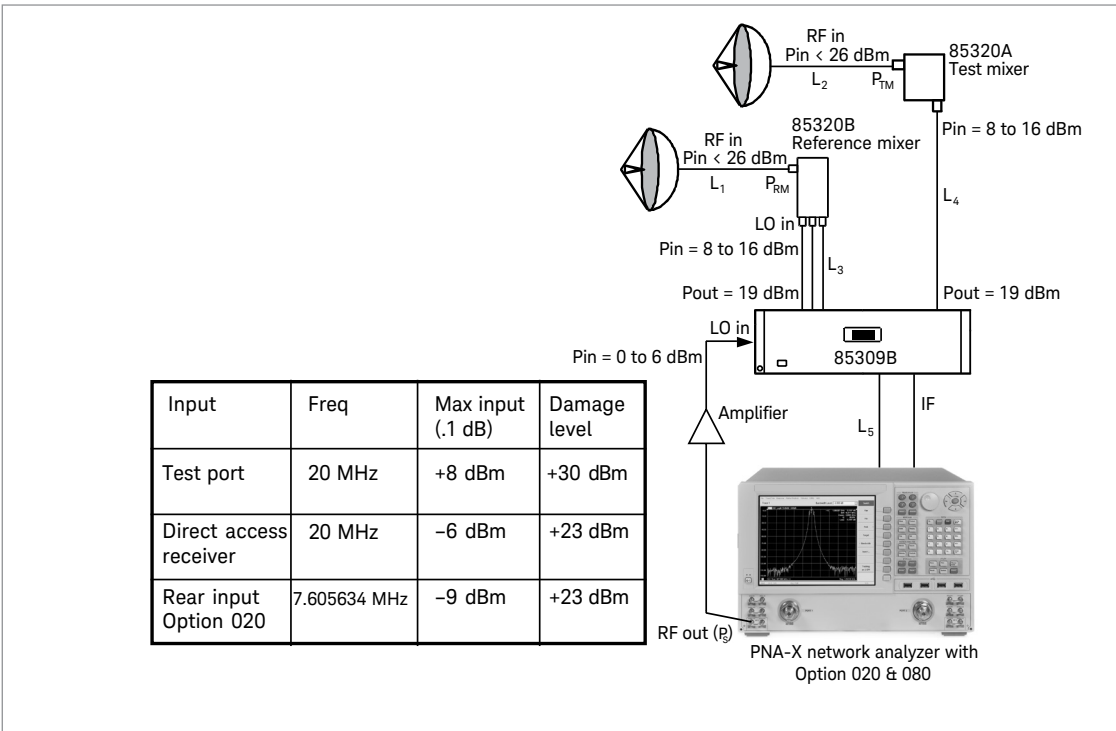 RF in
Pin < 26 dBm
L2
PTM
85320A
Test mixer
Pin = 8 to 16 dBm
RF in
Pin < 26 dBm
L1
PRM
85320B
Reference mixer
LO in
Pin = 8 to 16 dBm
L3
L4
Pout = 19 dBm
Pout = 19 dBm
LO in
Pin = 0 to 6 dBm
85309B
Amplifier
L5
IF
Input Freq Max input (.1 dB) Damage level
Test port 20 MHz +8 dBm +30 dBm
Direct access receiver 20 MHz –6 dBm +23 dBm
Rear input Option 020 7.605634 MHz –9 dBm +23 dBm
RF out (PS)
PNA-X network analyzer with
Option 020 & 080